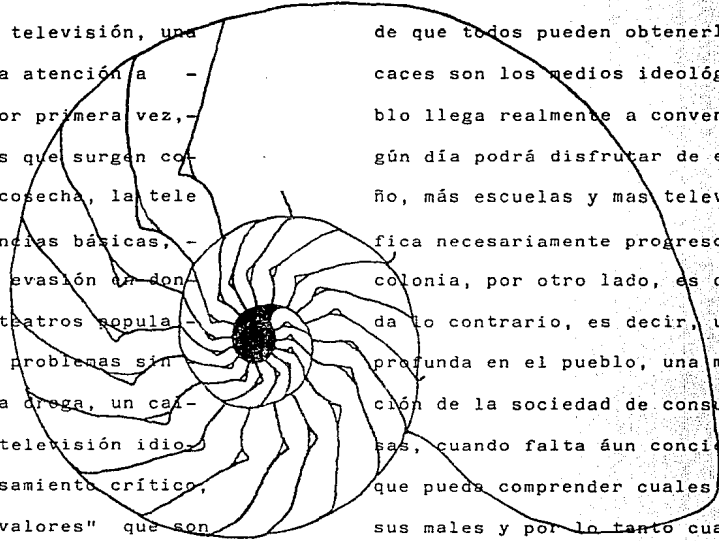 televisión, una
a atención a -
or primera vez,-
s que surgen co-
cosecha, la tele
ncias básicas, -
evasión en don-
teatros popula -
problemas sin
a droga, un caí-
televisión idio-
samiento crítico,
valores" que son
de que todos pueden obtenerl
caces son los medios ideológ
blo llega realmente a conven
gún día podrá disfrutar de e
ño, más escuelas y mas telev
fica necesariamente progreso
colonia, por otro lado, es
da lo contrario, es decir, u
profunda en el pueblo, una m
ción de la sociedad de consu
sas, cuando falta áun concie
que pueda comprender cuales
sus males y por lo tanto cua